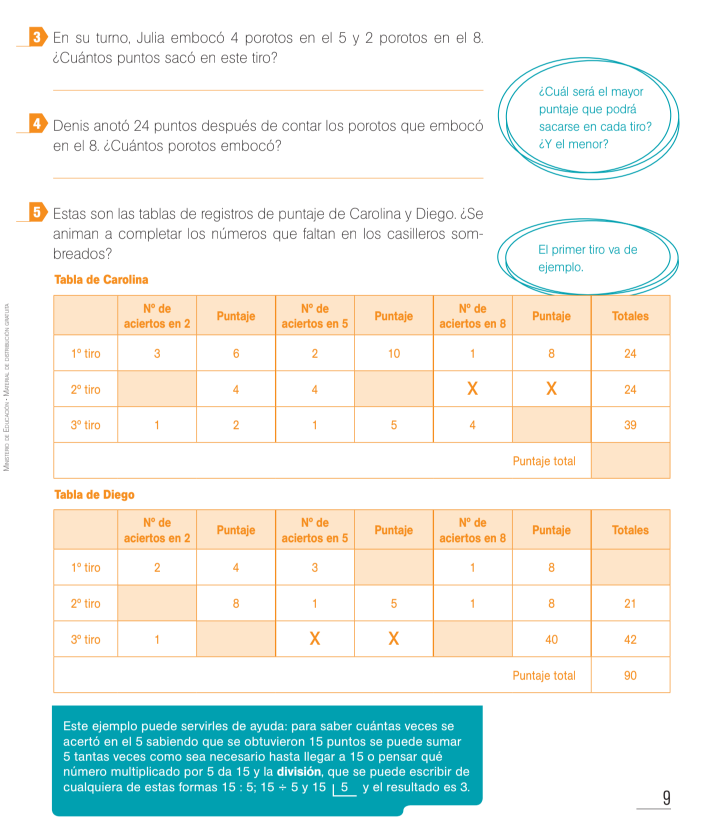 3 En su turno, Julia embocó 4 porotos en el 5 y 2 porotos en el 8.
¿Cuántos puntos sacó en este tiro?
¿Cuál será el mayor
puntaje que podrá
sacarse en cada tiro?
¿Y el menor?
4 Denis anotó 24 puntos después de contar los porotos que embocó
en el 8. ¿Cuántos porotos embocó?
5 Estas son las tablas de registros de puntaje de Carolina y Diego. ¿Se
animan a completar los números que faltan en los casilleros som-
breados?
El primer tiro va de
ejemplo.
Tabla de Carolina
Nº de aciertos en 2 Puntaje Nº de aciertos en 5 Puntaje Nº de aciertos en 8 Puntaje Totales
1º tiro 3 6 2 10 1 8 24
2º tiro 4 4 X X 24
3º tiro 1 2 1 5 4 39
Puntaje total
Tabla de Diego
Nº de aciertos en 2 Puntaje Nº de aciertos en 5 Puntaje Nº de aciertos en 8 Puntaje Totales
1º tiro 2 4 3 1 8
2º tiro 8 1 5 1 8 21
3º tiro 1 X X 40 42
Puntaje total 90
Este ejemplo puede servirles de ayuda: para saber cuántas veces se
acertó en el 5 sabiendo que se obtuvieron 15 puntos se puede sumar
5 tantas veces como sea necesario hasta llegar a 15 o pensar qué
número multiplicado por 5 da 15 y la división, que se puede escribir de
cualquiera de estas formas 15 : 5; 15 ÷ 5 y 15 | 5 y el resultado es 3.
Ministerio de Educación - Material de distribución gratuita
9